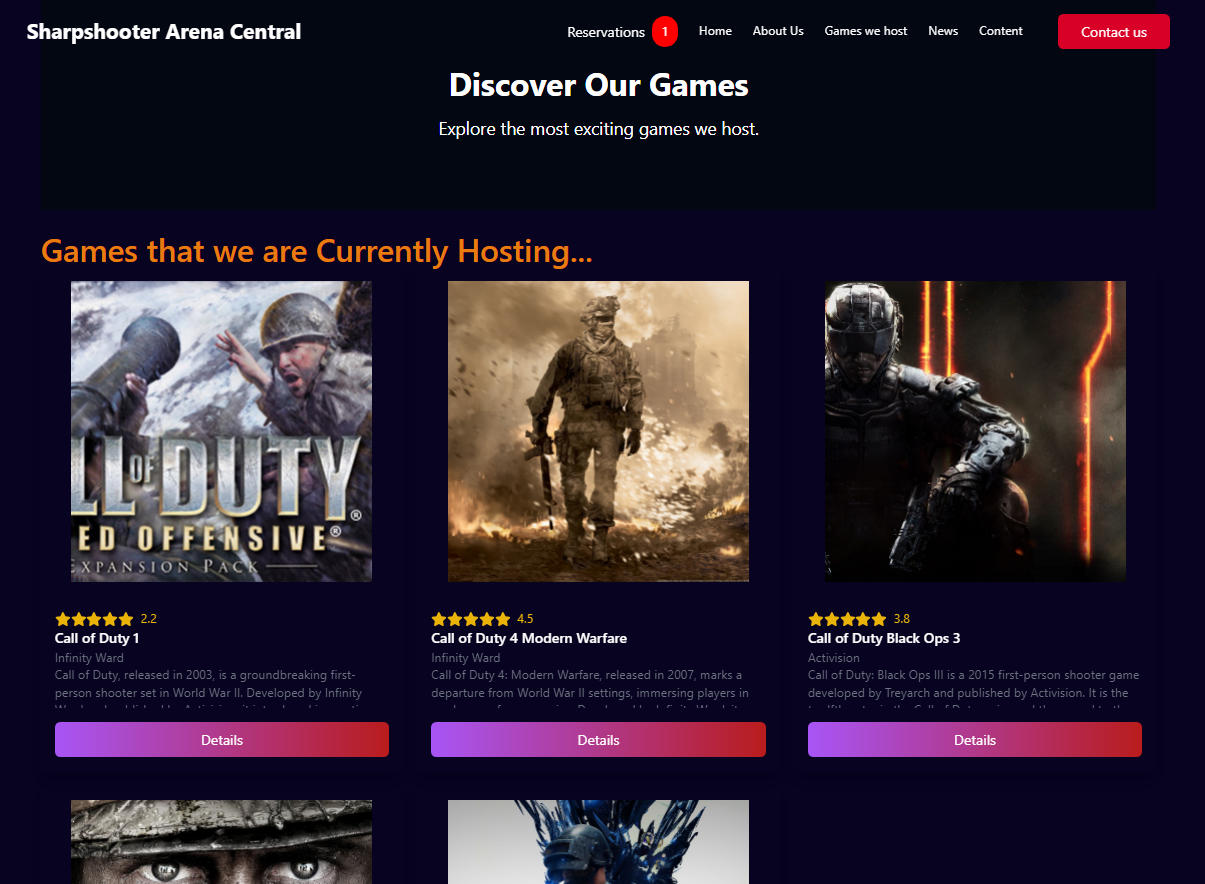 Sharpshooter Arena Central
Reservations 1 Home About Us Games we host News Content Contact us
Discover Our Games
Explore the most exciting games we host.
Games that we are Currently Hosting...
LL OF DUTY®
ED OFFENSIVE®
EXPANSION PACK
2.2
Call of Duty 1
Infinity Ward
Call of Duty, released in 2003, is a groundbreaking first-
person shooter set in World War II. Developed by Infinity
Details
4.5
Call of Duty 4 Modern Warfare
Infinity Ward
Call of Duty 4: Modern Warfare, released in 2007, marks a
departure from World War II settings, immersing players in
Details
3.8
Call of Duty Black Ops 3
Activision
Call of Duty: Black Ops III is a 2015 first-person shooter game
developed by Treyarch and published by Activision. It is the
Details